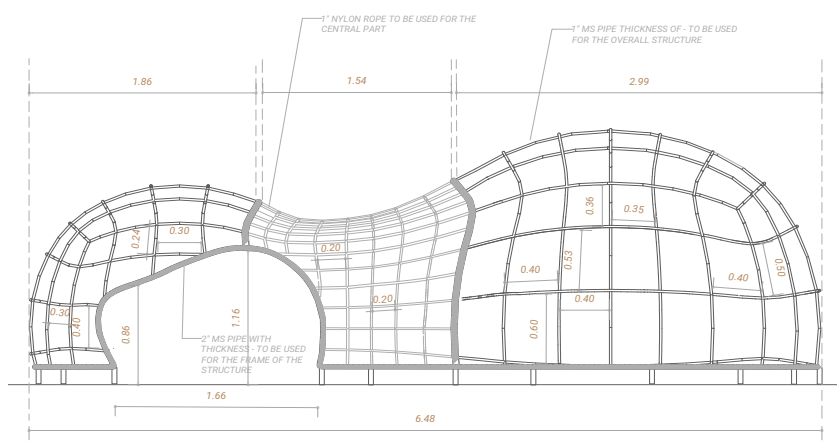 1" NYLON ROPE TO BE USED FOR THE
CENTRAL PART
1" MS PIPE THICKNESS OF - TO BE USED
FOR THE OVERALL STRUCTURE
1.86
1.54
2.99
0.36
0.35
0.24
0.30
0.20
0.53
0.50
0.40
0.40
0.20
0.40
0.30
0.40
0.86
1.16
0.60
2" MS PIPE WITH
THICKNESS - TO BE USED
FOR THE FRAME OF THE
STRUCTURE
1.66
6.48